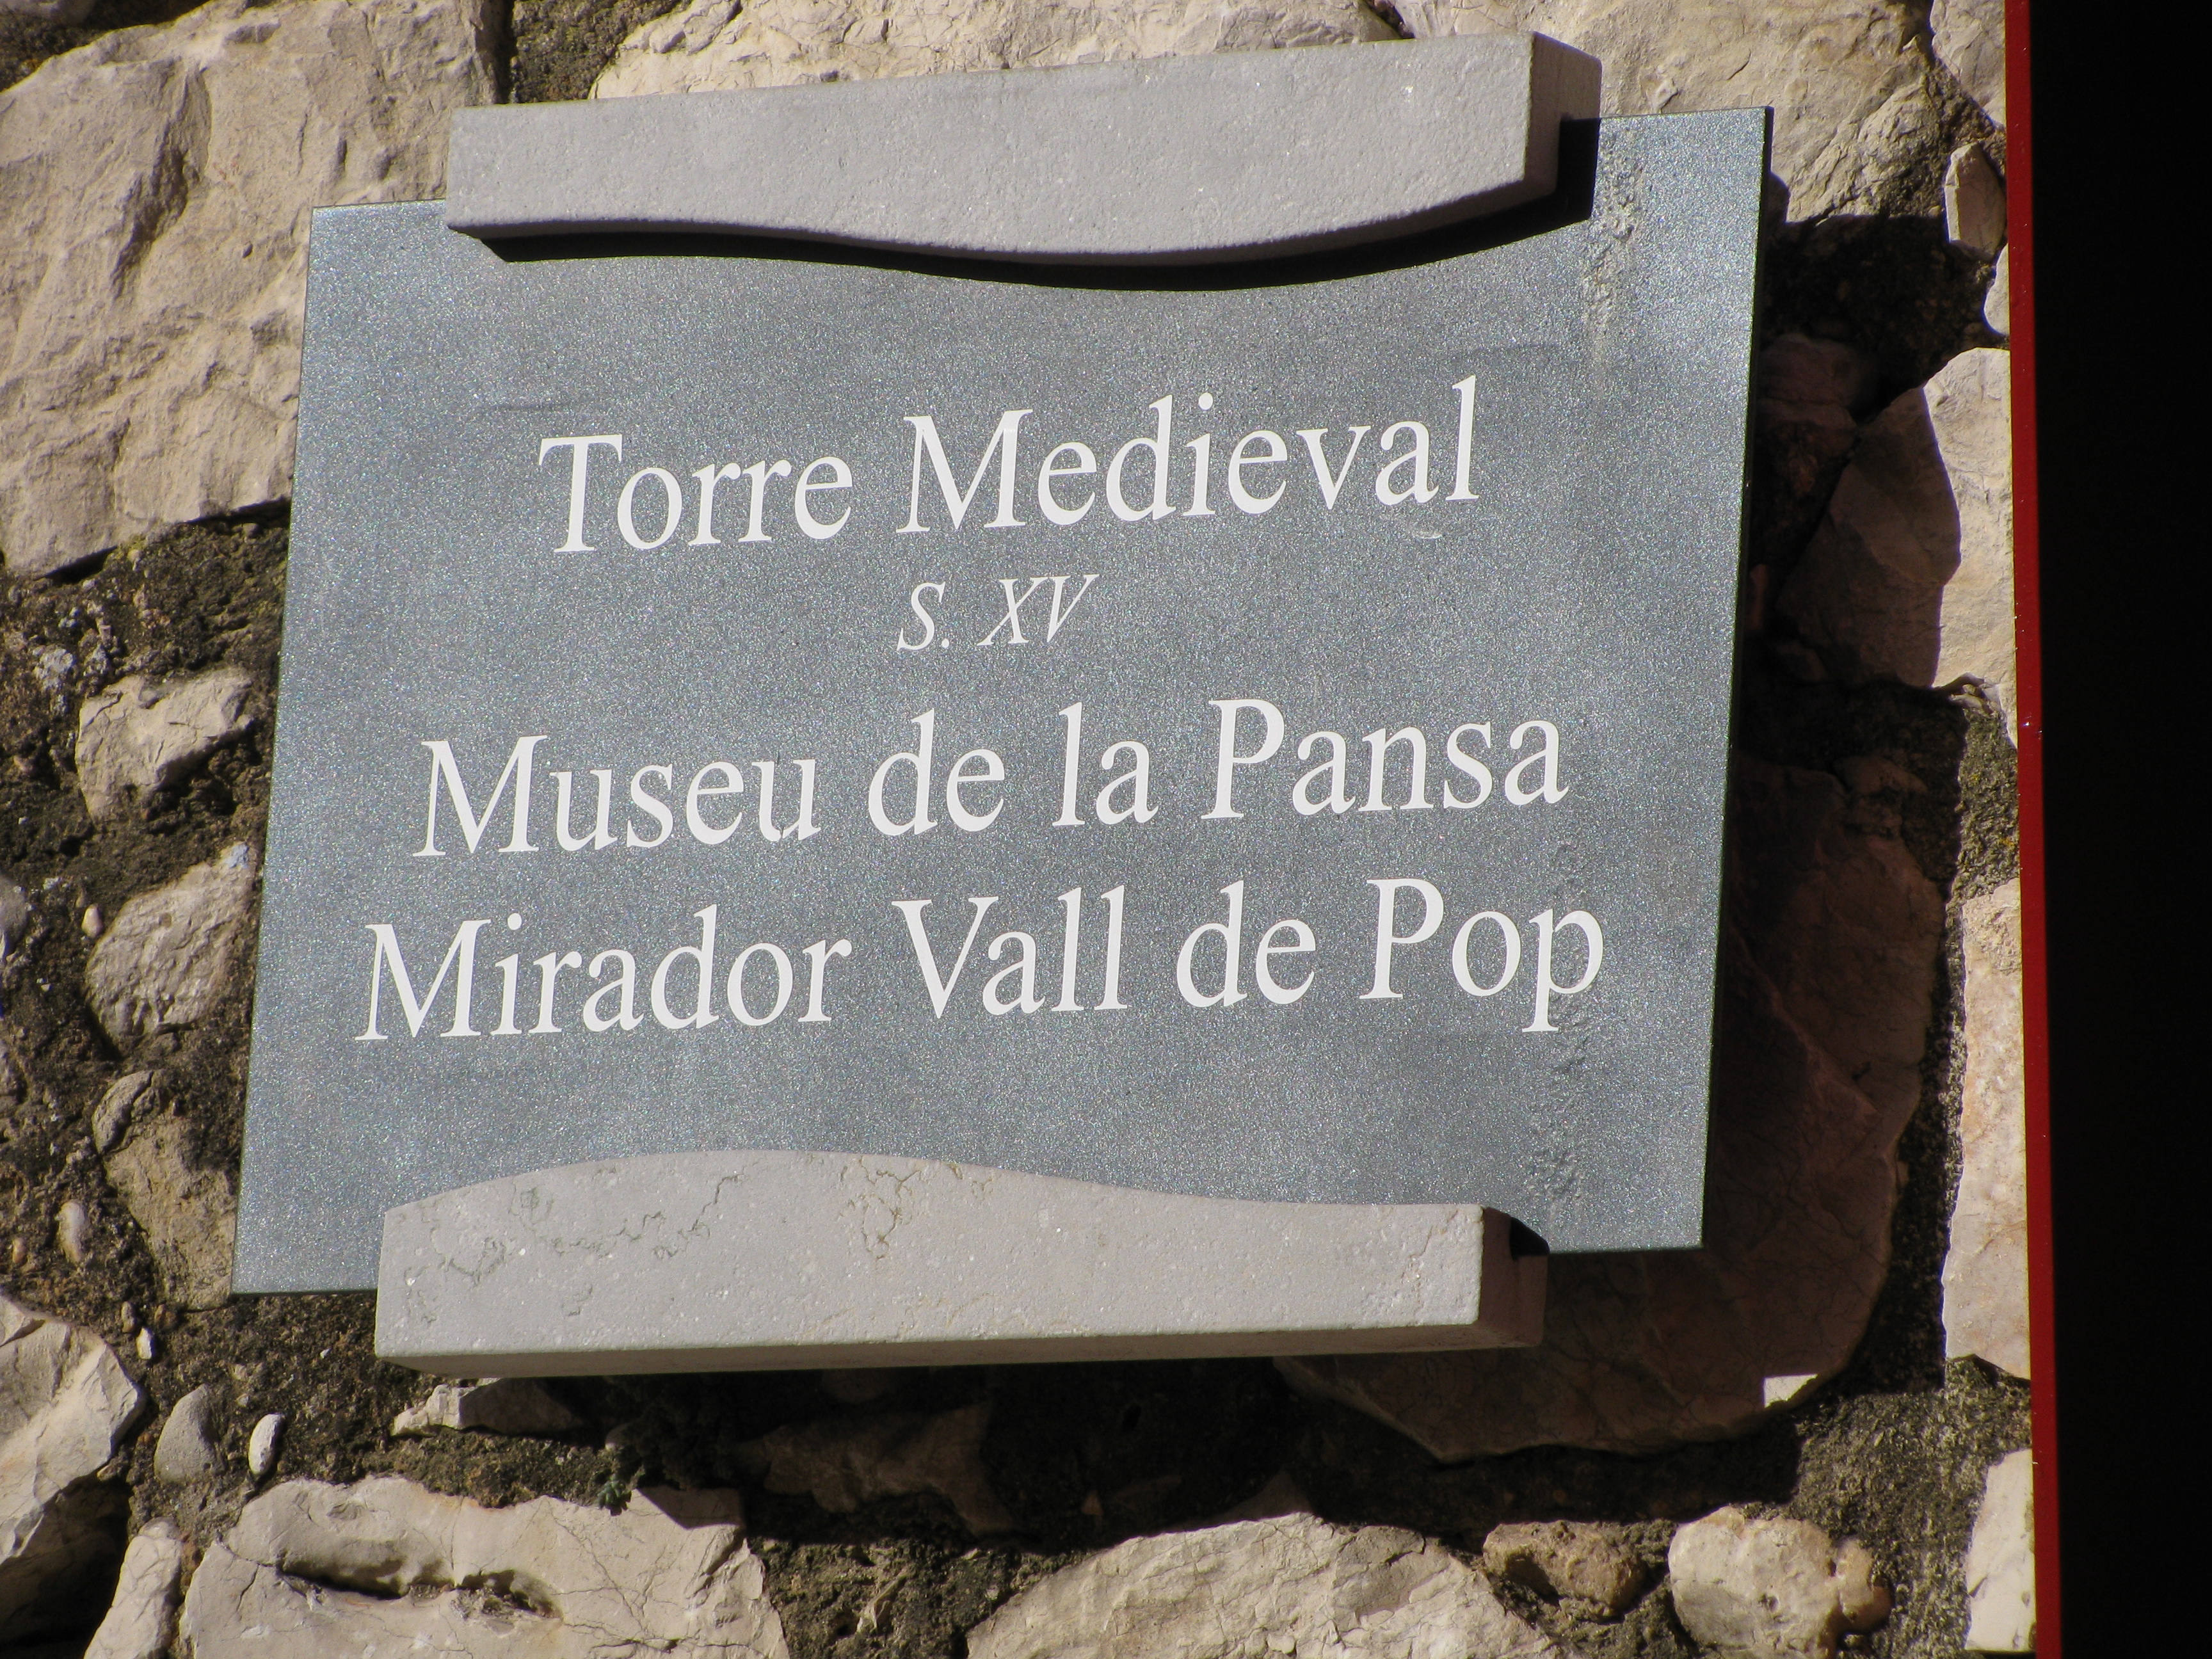 Torre Medieval
S. XV
Museu de la Pansa
Mirador Vall de Pop